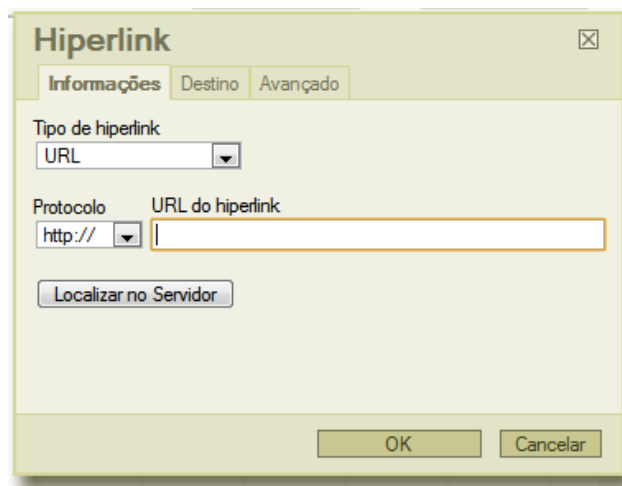 Hiperlink
Informações Destino Avançado
Tipo de hiperlink
URL
Protocolo URL do hiperlink
http://
Localizar no Servidor
OK Cancelar